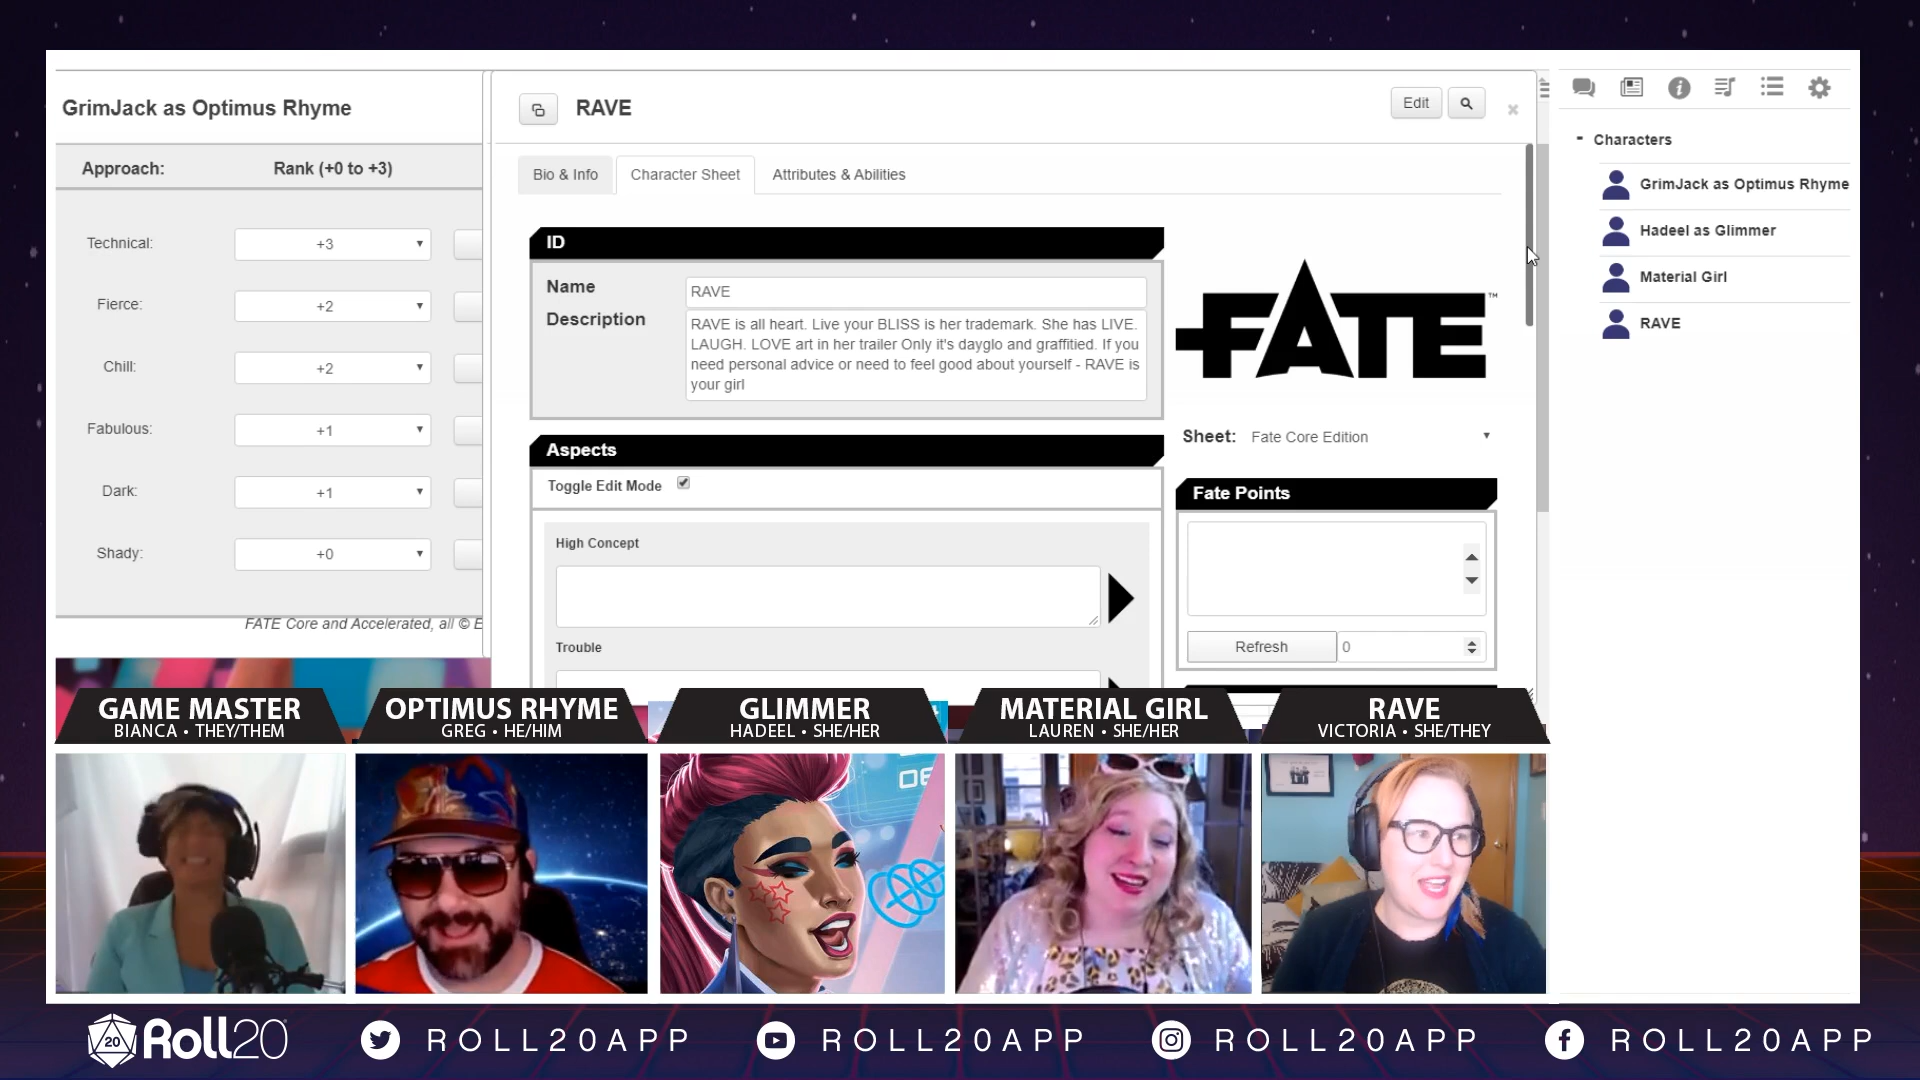 GrimJack as Optimus Rhyme
Approach:
Rank (+0 to +3)
Technical:
+3
Fierce:
+2
Chill:
+2
Fabulous:
+1
Dark:
+1
Shady:
+0
FATE Core and Accelerated, all © E
RAVE
Edit
Bio & Info
Character Sheet
Attributes & Abilities
ID
Name
RAVE
Description
RAVE is all heart. Live your BLISS is her trademark. She has LIVE.
LAUGH. LOVE art in her trailer Only it's dayglo and graffitied. If you
need personal advice or need to feel good about yourself - RAVE is
your girl
Aspects
Toggle Edit Mode
High Concept
Trouble
FATE™
Sheet:
Fate Core Edition
Fate Points
Refresh
0
Characters
GrimJack as Optimus Rhyme
Hadeel as Glimmer
Material Girl
RAVE
GAME MASTER
BIANCA • THEY/THEM
OPTIMUS RHYME
GREG • HE/HIM
GLIMMER
HADEEL • SHE/HER
MATERIAL GIRL
LAUREN • SHE/HER
RAVE
VICTORIA • SHE/THEY
20
Roll20
ROLL20APP
ROLL20APP
ROLL20APP
ROLL20APP